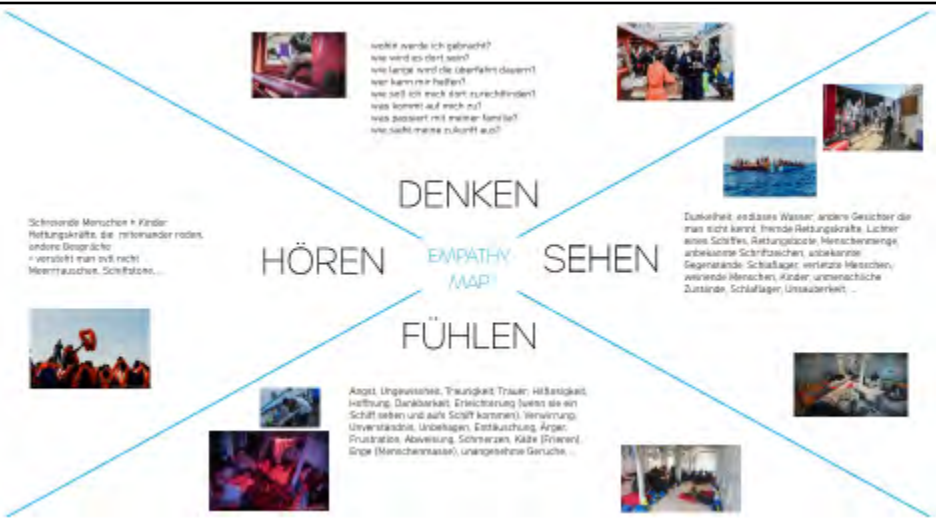 wohin werde ich gebracht?
wie wird es dort sein?
wie lange wird die überfahrt dauern?
wer kann mir helfen?
wie soll ich mich dort zurechtfinden?
was kommt auf mich zu?
was passiert mit meiner familie?
wie sieht meine zukunft aus?
DENKEN
Schreiende Menschen + Kinder
Rettungskräfte, die miteinander reden,
andere Gespräche
= versteht man evtl nicht
Meerrauschen, Schiffstöne, ...
HÖREN
EMPATHY
MAP
SEHEN
Dunkelheit, endloses Wasser, andere Gesichter die
man nicht kennt, fremde Rettungskräfte, Lichter
eines Schiffes, Rettungsboote, Menschenmenge,
unbekannte Schriftzeichen, unbekannte
Gegenstände, Schlaflager, verletzte Menschen,
weinende Menschen, Kinder, unmenschliche
Zustände, Schlaflager, Unsauberkeit, ...
FÜHLEN
Angst, Ungewissheit, Traurigkeit, Trauer, Hilflosigkeit,
Hoffnung, Dankbarkeit, Erleichterung (wenn sie ein
Schiff sehen und aufs Schiff kommen), Verwirrung,
Unverständnis, Unbehagen, Enttäuschung, Ärger,
Frustration, Abweisung, Schmerzen, Kälte (Frieren),
Enge (Menschenmasse), unangenehme Gerüche, ...